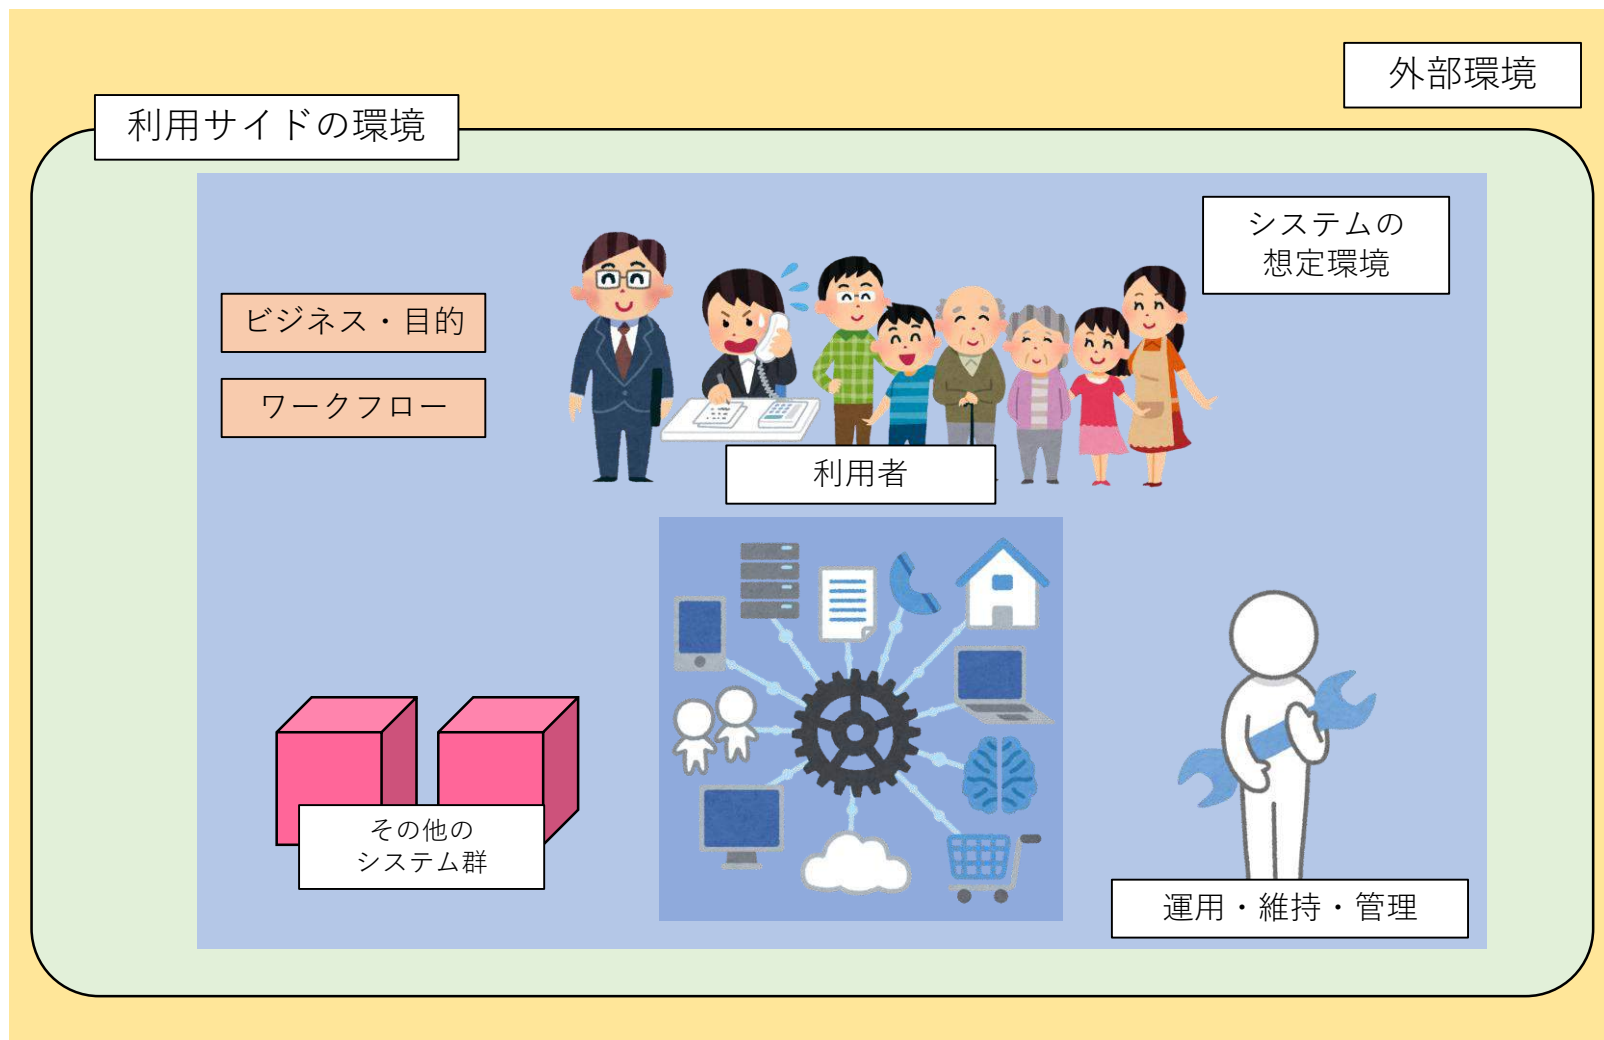 外部環境
利用サイドの環境
システムの
想定環境
ビジネス・目的
ワークフロー
利用者
その他の
システム群
運用・維持・管理